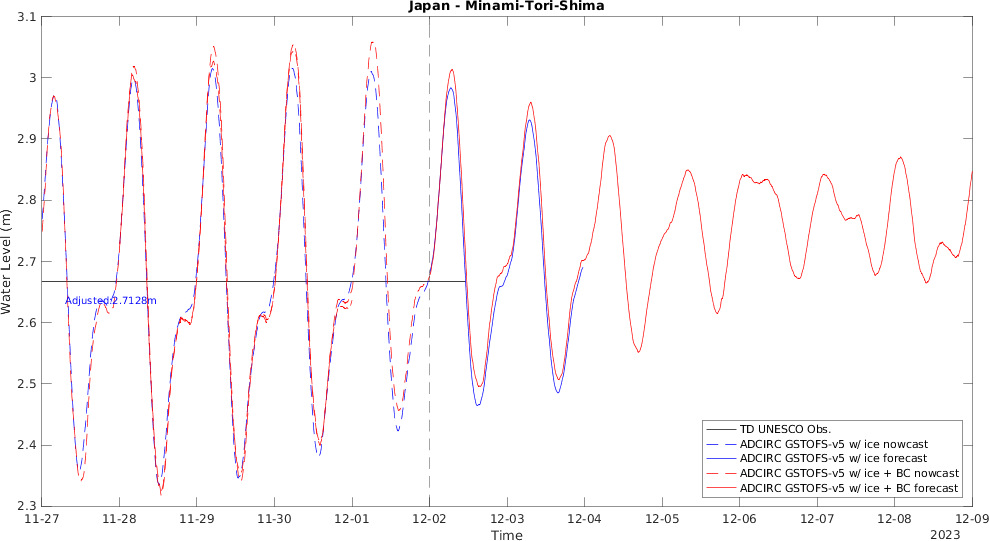 Japan - Minami-Tori-Shima
Water Level (m)
3.1
3
2.9
2.8
2.7
2.6
2.5
2.4
2.3
Adjusted:2.7128m
TD UNESCO Obs.
ADCIRC GSTOFS-v5 w/ ice nowcast
ADCIRC GSTOFS-v5 w/ ice forecast
ADCIRC GSTOFS-v5 w/ ice + BC nowcast
ADCIRC GSTOFS-v5 w/ ice + BC forecast
11-27 11-28 11-29 11-30 12-01 12-02 12-03 12-04 12-05 12-06 12-07 12-08 12-09
Time
2023